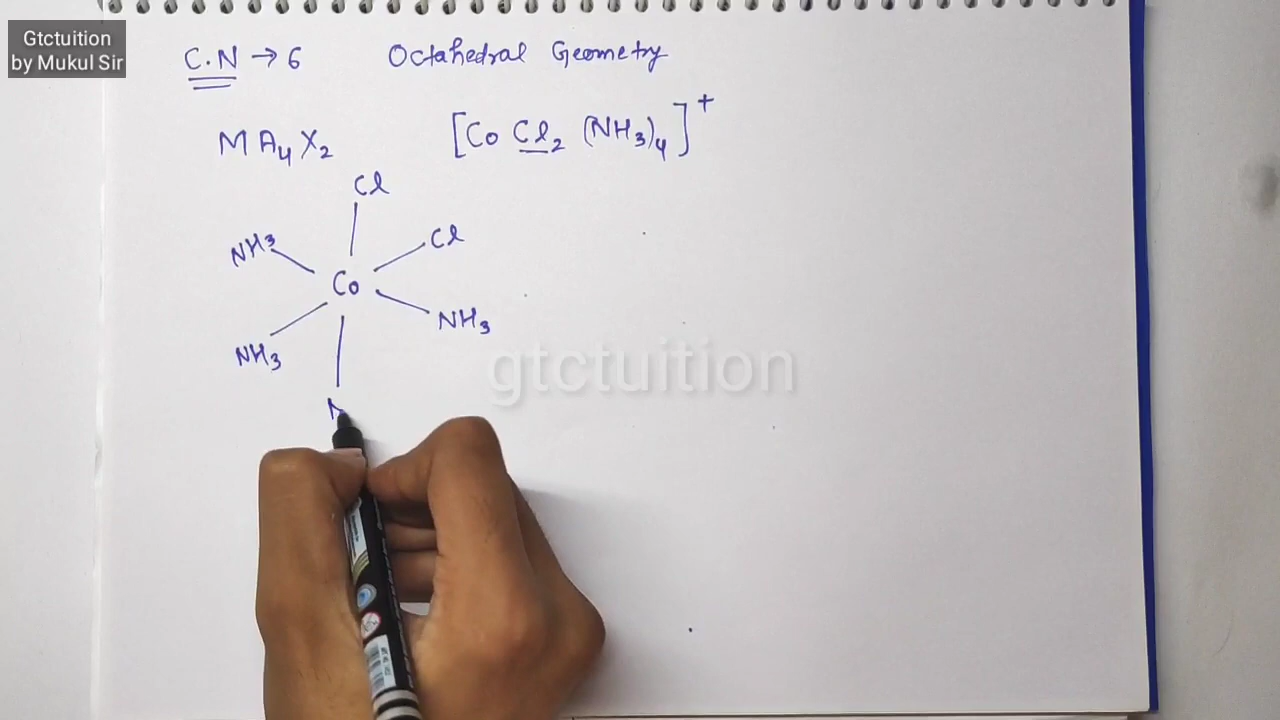 Gtctuition
by Mukul Sir
C.N → 6 Octahedral Geometry
MA4X2 [Co Cl2 (NH3)4]+
Cl
NH3 Cl
Co
NH3
NH3
gtctuition